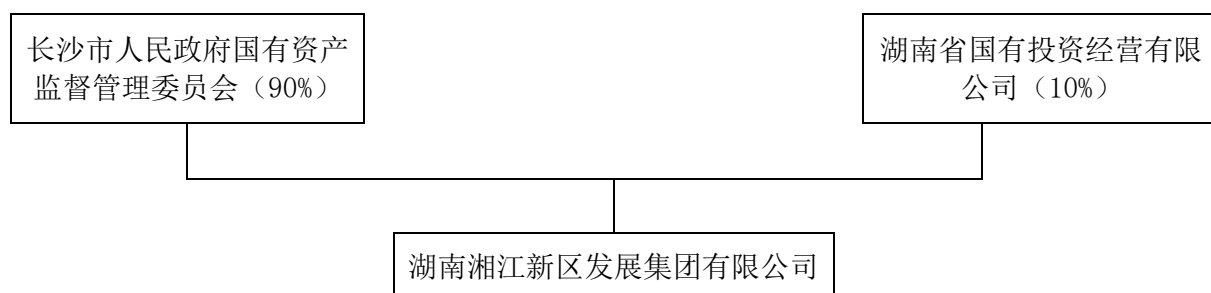 长沙市人民政府国有资产
监督管理委员会（90%）
湖南省国有投资经营有限
公司（10%）
湖南湘江新区发展集团有限公司